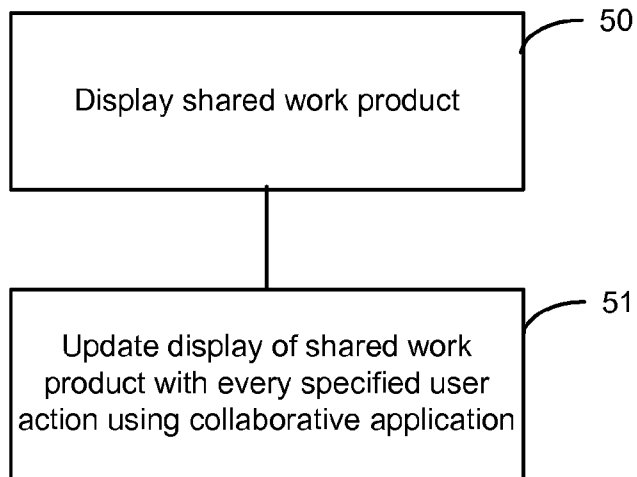 50
Display shared work product
51
Update display of shared work
product with every specified user
action using collaborative application